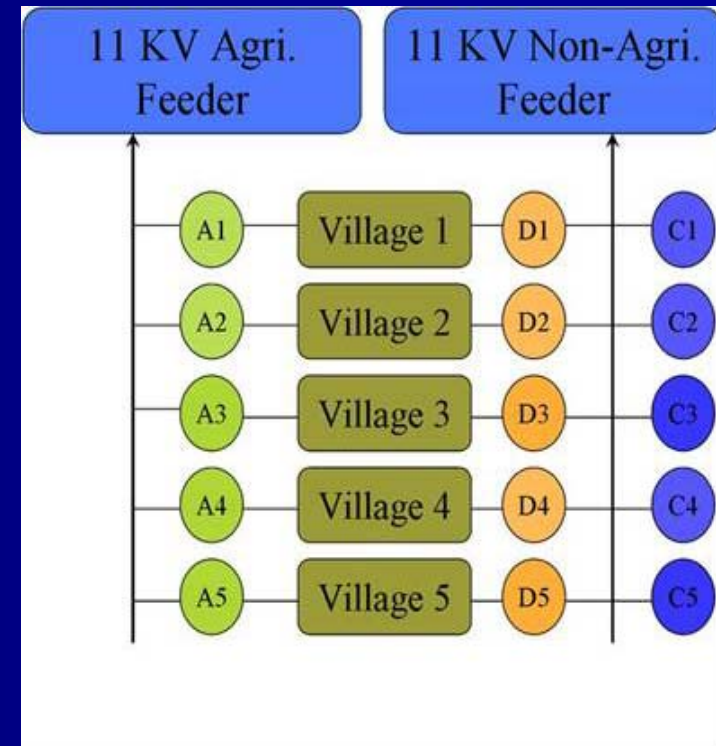 11 KV Agri.
Feeder
11 KV Non-Agri.
Feeder
A1 Village 1 D1 C1
A2 Village 2 D2 C2
A3 Village 3 D3 C3
A4 Village 4 D4 C4
A5 Village 5 D5 C5